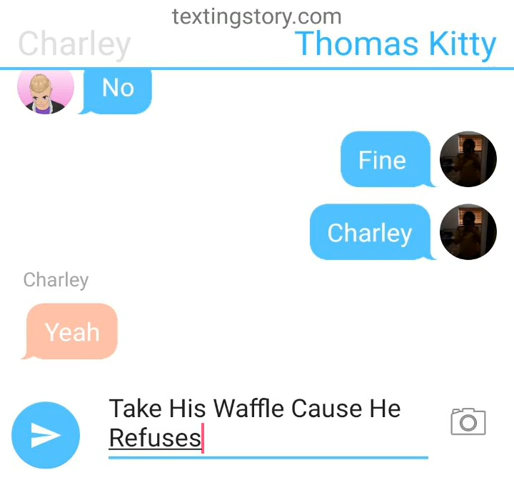 textingstory.com
Charley
Thomas Kitty
No
Fine
Charley
Charley
Yeah
Take His Waffle Cause He
Refuses